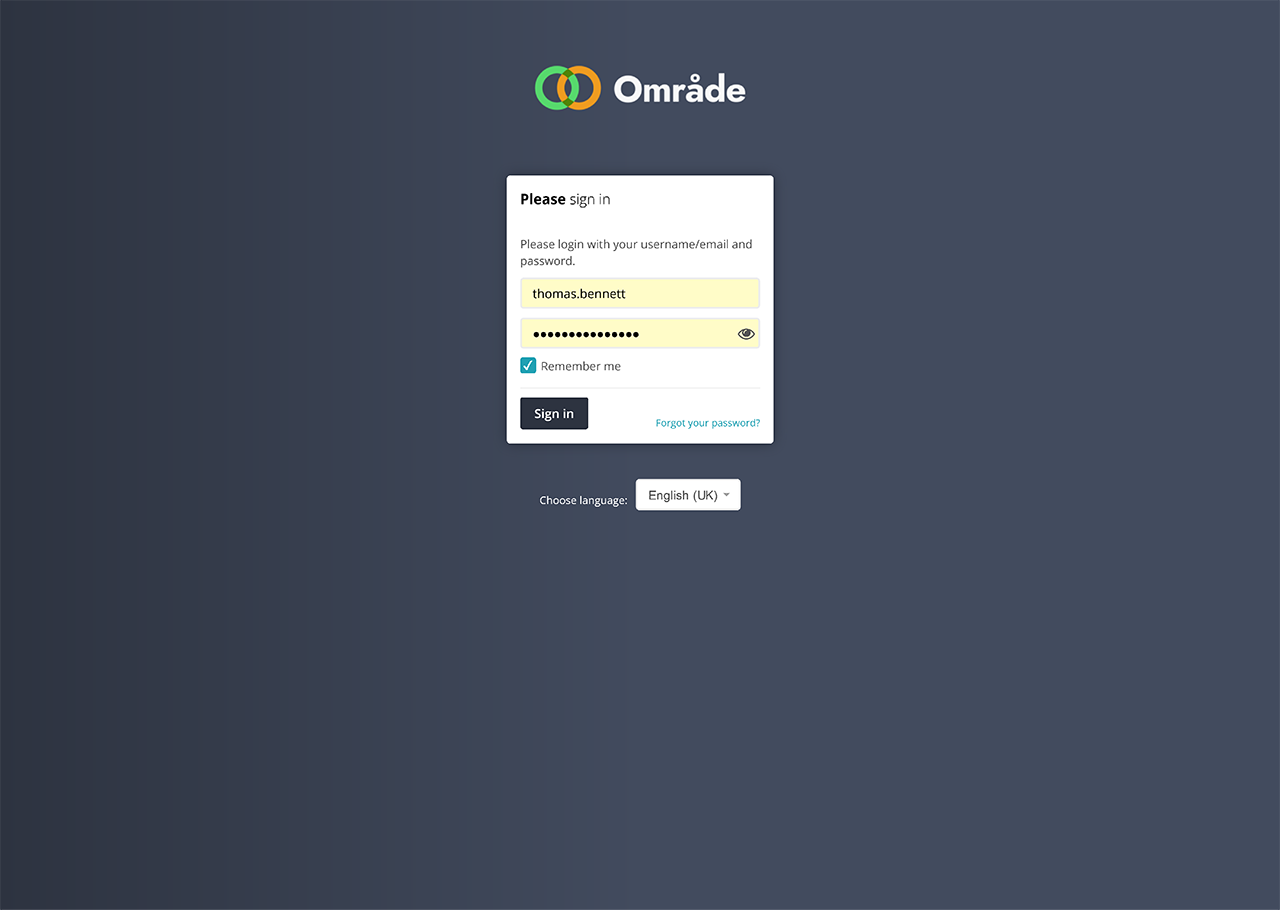 Område
Please sign in
Please login with your username/email and
password.
thomas.bennett
•••••••••••••••
Remember me
Sign in
Forgot your password?
Choose language:
English (UK)